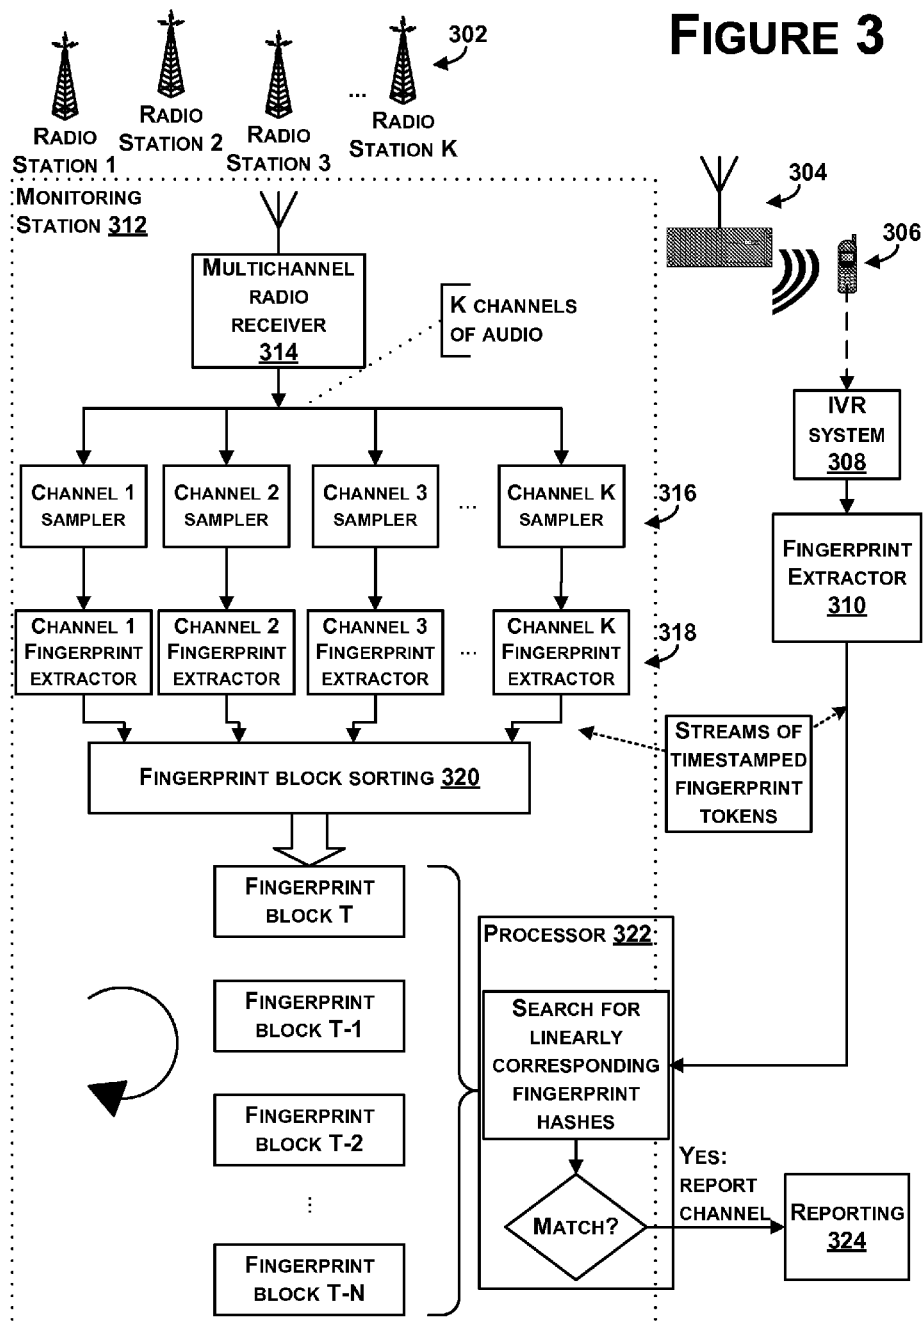 FIGURE 3
302
...
RADIO
STATION 1
RADIO
STATION 2
RADIO
STATION 3
RADIO
STATION K
304
306
MONITORING
STATION 312
MULTICHANNEL
RADIO
RECEIVER
314
K CHANNELS
OF AUDIO
IVR
SYSTEM
308
CHANNEL 1
SAMPLER
CHANNEL 2
SAMPLER
CHANNEL 3
SAMPLER
...
CHANNEL K
SAMPLER
316
FINGERPRINT
EXTRACTOR
310
CHANNEL 1
FINGERPRINT
EXTRACTOR
CHANNEL 2
FINGERPRINT
EXTRACTOR
CHANNEL 3
FINGERPRINT
EXTRACTOR
...
CHANNEL K
FINGERPRINT
EXTRACTOR
318
STREAMS OF
TIMESTAMPED
FINGERPRINT
TOKENS
FINGERPRINT BLOCK SORTING 320
FINGERPRINT
BLOCK T
FINGERPRINT
BLOCK T-1
FINGERPRINT
BLOCK T-2
...
FINGERPRINT
BLOCK T-N
PROCESSOR 322
SEARCH FOR
LINEARLY
CORRESPONDING
FINGERPRINT
HASHES
MATCH?
YES:
REPORT
CHANNEL
REPORTING
324